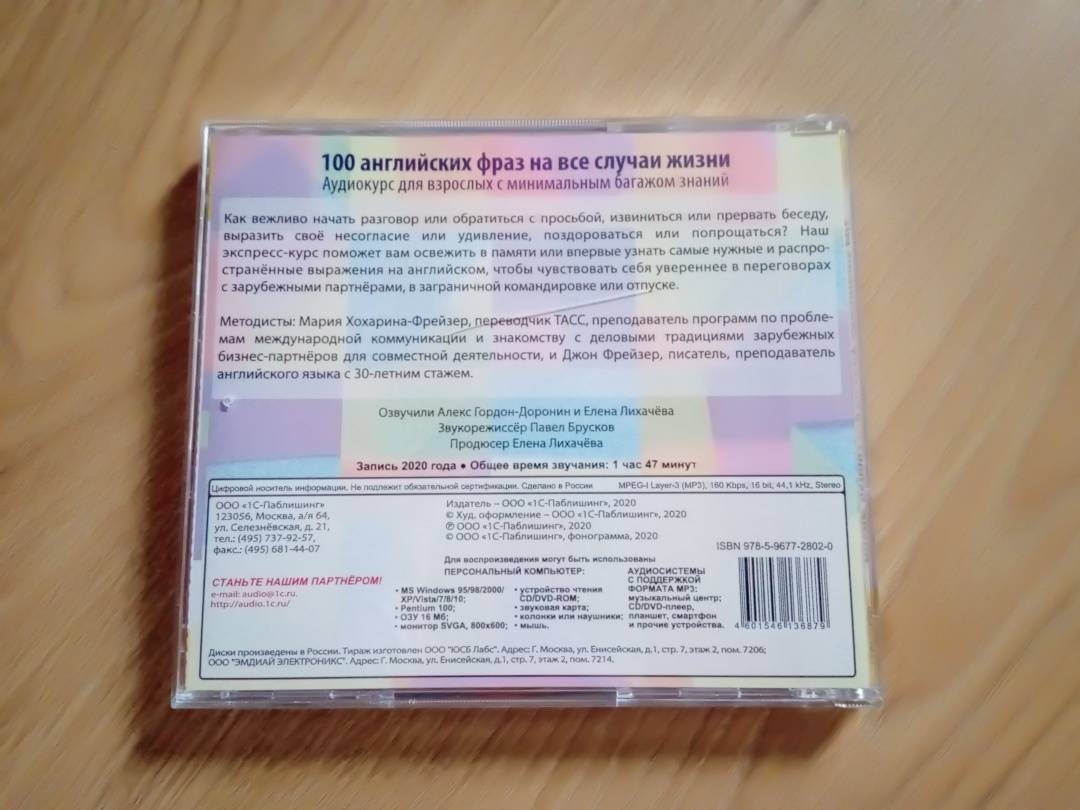 100 английских фраз на все случаи жизни
Аудиокурс для взрослых с минимальным багажом знаний
Как вежливо начать разговор или обратиться с просьбой, извиниться или прервать беседу,
выразить своё несогласие или удивление, поздороваться или попрощаться? Наш
экспресс-курс поможет вам освежить в памяти или впервые узнать самые нужные и распро-
странённые выражения на английском, чтобы чувствовать себя увереннее в переговорах
с зарубежными партнёрами, в заграничной командировке или отпуске.
Методисты: Мария Хохарина-Фрейзер, переводчик ТАСС, преподаватель программ по пробле-
мам международной коммуникации и знакомству с деловыми традициями зарубежных
бизнес-партнёров для совместной деятельности, и Джон Фрейзер, писатель, преподаватель
английского языка с 30-летним стажем.
Озвучили Алекс Гордон-Доронин и Елена Лихачёва
Звукорежиссёр Павел Брусков
Продюсер Елена Лихачёва
Запись 2020 года • Общее время звучания: 1 час 47 минут
Цифровой носитель информации. Не подлежит обязательной сертификации. Сделано в России MPEG-I Layer-3 (MP3), 160 Kbps, 16 bit, 44,1 kHz, Stereo
ООО «1С-Паблишинг»
123056, Москва, а/я 64,
ул. Селезнёвская, д. 21,
тел.: (495) 737-92-57,
факс.: (495) 681-44-07
Издатель – ООО «1С-Паблишинг», 2020
© Худ. оформление – ООО «1С-Паблишинг», 2020
℗ ООО «1С-Паблишинг», 2020
© ООО «1С-Паблишинг», фонограмма, 2020
ISBN 978-5-9677-2802-0
СТАНЬТЕ НАШИМ ПАРТНЁРОМ!
e-mail: audio@1c.ru.
http://audio.1c.ru/
Для воспроизведения могут быть использованы
ПЕРСОНАЛЬНЫЙ КОМПЬЮТЕР:
• MS Windows 95/98/2000/
XP/Vista/7/8/10;
• Pentium 100;
• ОЗУ 16 Мб;
• монитор SVGA, 800x600;
• устройство чтения
CD/DVD-ROM;
• звуковая карта;
• колонки или наушники;
• мышь.
АУДИОСИСТЕМЫ
С ПОДДЕРЖКОЙ
ФОРМАТА MP3:
музыкальный центр;
CD/DVD-плеер,
планшет, смартфон
и прочие устройства.
4 601546 136879
Диски произведены в России. Тираж изготовлен ООО "ЮСБ Лабс". Адрес: Г. Москва, ул. Енисейская, д.1, стр. 7, этаж 2, пом. 7206;
ООО "ЭМДИАЙ ЭЛЕКТРОНИКС". Адрес: Г. Москва, ул. Енисейская, д.1, стр.7, этаж 2, пом. 7214.